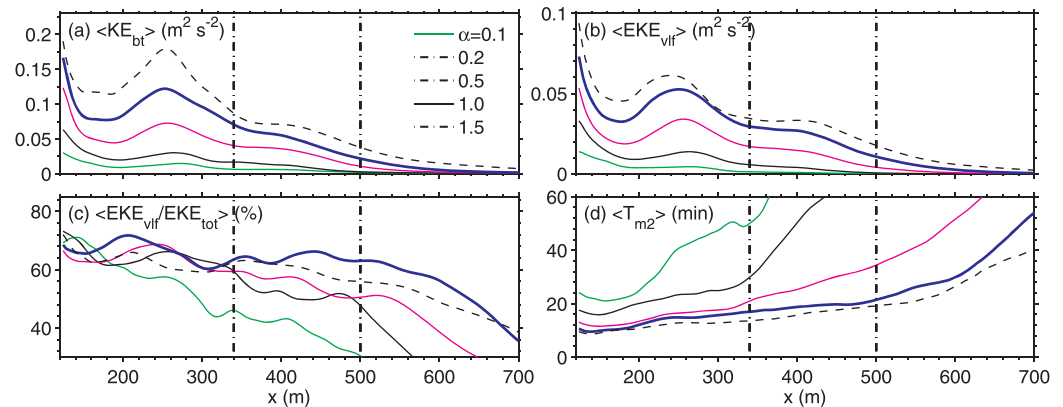 (a) <KE_bt> (m² s⁻²)
0.2
0.15
0.1
0.05
0
α=0.1
0.2
0.5
1.0
1.5
(b) <EKE_vlf> (m² s⁻²)
0.1
0.05
0
(c) <EKE_vlf/EKE_tot> (%)
80
60
40
200 300 400 500 600 700
x (m)
(d) <T_m2> (min)
60
40
20
0
200 300 400 500 600 700
x (m)